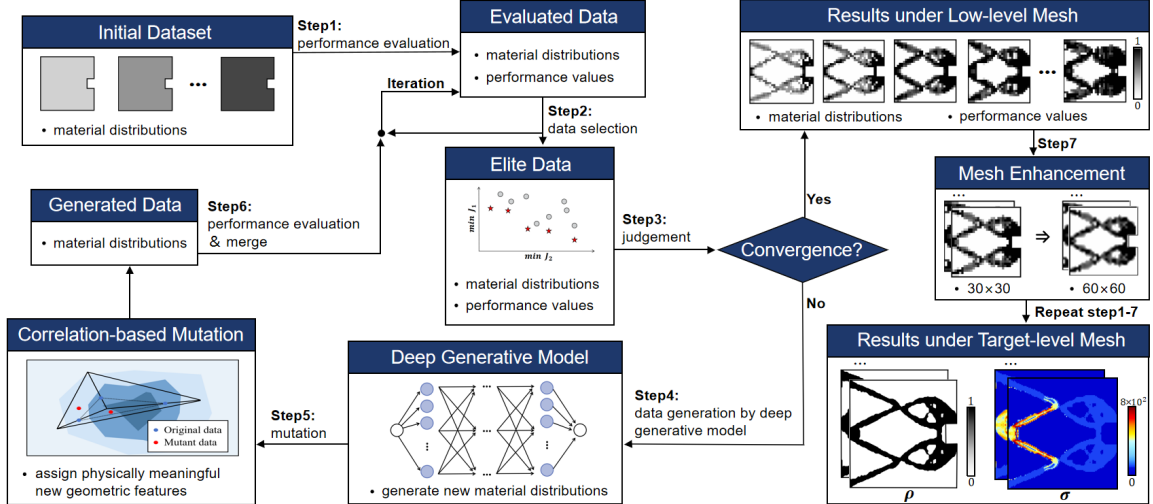 Initial Dataset
• material distributions
Step1:
performance evaluation
Evaluated Data
• material distributions
• performance values
Iteration
Step2:
data selection
Elite Data
min J1
min J2
• material distributions
• performance values
Step3:
judgement
Convergence?
Yes
No
Results under Low-level Mesh
1
0
• material distributions
• performance values
Step7
Mesh Enhancement
...
...
⇒
• 30×30
• 60×60
Repeat step1-7
Results under Target-level Mesh
...
...
1
0
8×10²
0
ρ
σ
Step4:
data generation by deep
generative model
Deep Generative Model
• generate new material distributions
Step5:
mutation
Correlation-based Mutation
Original data
Mutant data
• assign physically meaningful
new geometric features
Generated Data
• material distributions
Step6:
performance evaluation
& merge